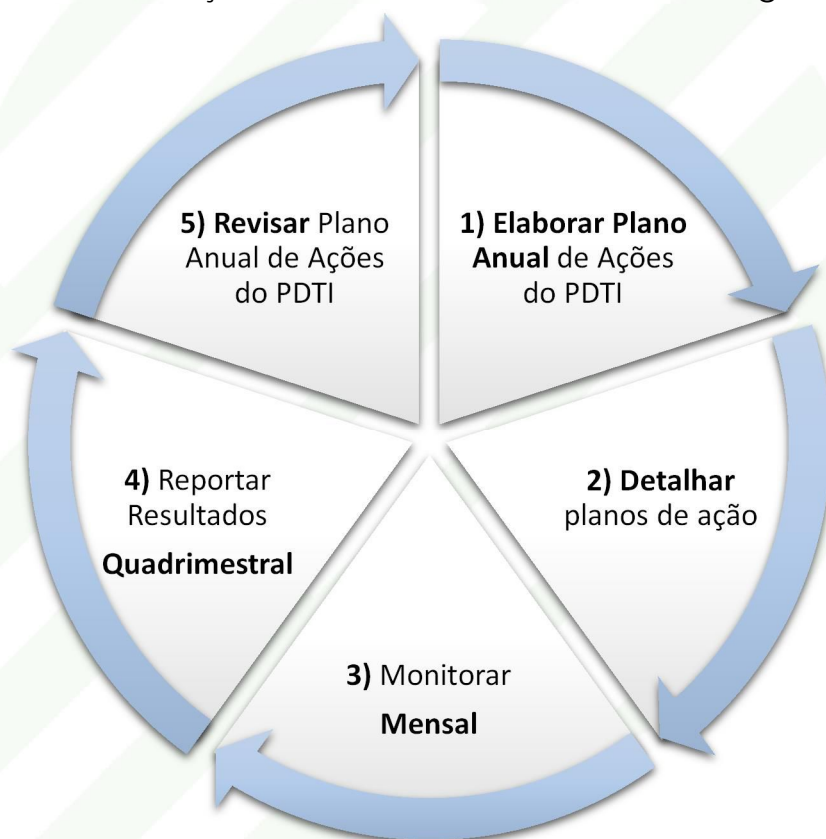 1) Elaborar Plano
Anual de Ações
do PDTI
2) Detalhar
planos de ação
3) Monitorar
Mensal
4) Reportar
Resultados
Quadrimestral
5) Revisar Plano
Anual de Ações
do PDTI